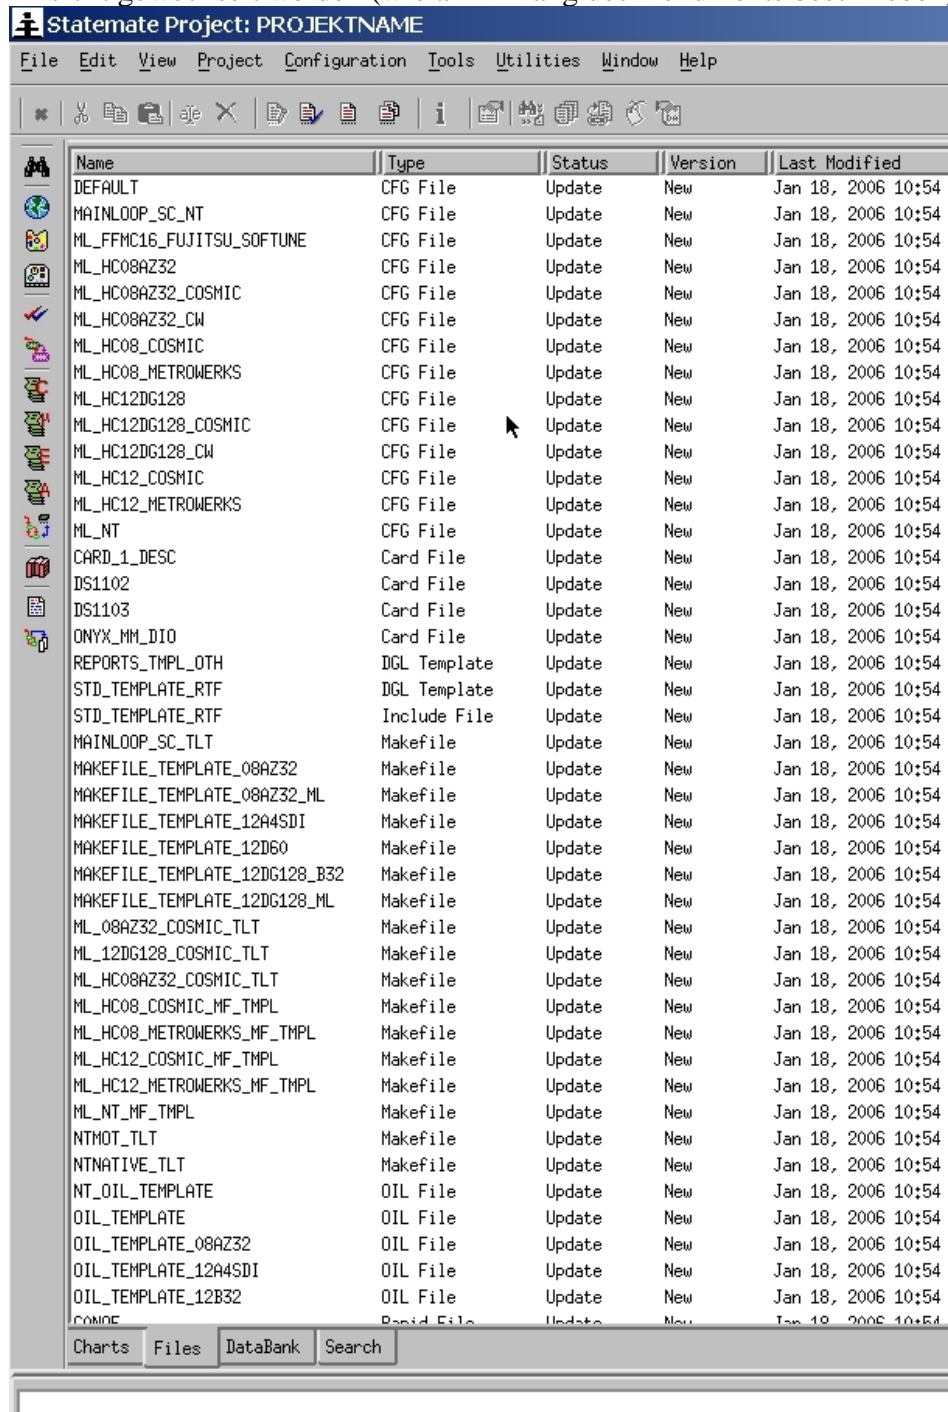 Statemate Project: PROJEKTNAME
File Edit View Project Configuration Tools Utilities Window Help
Name Type Status Version Last Modified
DEFAULT CFG File Update New Jan 18, 2006 10:54
MAINLOOP_SC_NT CFG File Update New Jan 18, 2006 10:54
ML_FFMC16_FUJITSU_SOFTUNE CFG File Update New Jan 18, 2006 10:54
ML_HC08AZ32 CFG File Update New Jan 18, 2006 10:54
ML_HC08AZ32_COSMIC CFG File Update New Jan 18, 2006 10:54
ML_HC08AZ32_CW CFG File Update New Jan 18, 2006 10:54
ML_HC08_COSMIC CFG File Update New Jan 18, 2006 10:54
ML_HC08_METROWERKS CFG File Update New Jan 18, 2006 10:54
ML_HC12DG128 CFG File Update New Jan 18, 2006 10:54
ML_HC12DG128_COSMIC CFG File Update New Jan 18, 2006 10:54
ML_HC12DG128_CW CFG File Update New Jan 18, 2006 10:54
ML_HC12_COSMIC CFG File Update New Jan 18, 2006 10:54
ML_HC12_METROWERKS CFG File Update New Jan 18, 2006 10:54
ML_NT CFG File Update New Jan 18, 2006 10:54
CARD_1_DESC Card File Update New Jan 18, 2006 10:54
DS1102 Card File Update New Jan 18, 2006 10:54
DS1103 Card File Update New Jan 18, 2006 10:54
ONYX_MM_DIO Card File Update New Jan 18, 2006 10:54
REPORTS_TMPL_OTH DGL Template Update New Jan 18, 2006 10:54
STD_TEMPLATE_RTF DGL Template Update New Jan 18, 2006 10:54
STD_TEMPLATE_RTF Include File Update New Jan 18, 2006 10:54
MAINLOOP_SC_TLT Makefile Update New Jan 18, 2006 10:54
MAKEFILE_TEMPLATE_08AZ32 Makefile Update New Jan 18, 2006 10:54
MAKEFILE_TEMPLATE_08AZ32_ML Makefile Update New Jan 18, 2006 10:54
MAKEFILE_TEMPLATE_12A4SDI Makefile Update New Jan 18, 2006 10:54
MAKEFILE_TEMPLATE_12D60 Makefile Update New Jan 18, 2006 10:54
MAKEFILE_TEMPLATE_12DG128_B32 Makefile Update New Jan 18, 2006 10:54
MAKEFILE_TEMPLATE_12DG128_ML Makefile Update New Jan 18, 2006 10:54
ML_08AZ32_COSMIC_TLT Makefile Update New Jan 18, 2006 10:54
ML_12DG128_COSMIC_TLT Makefile Update New Jan 18, 2006 10:54
ML_HC08AZ32_COSMIC_TLT Makefile Update New Jan 18, 2006 10:54
ML_HC08_COSMIC_MF_TMPL Makefile Update New Jan 18, 2006 10:54
ML_HC08_METROWERKS_MF_TMPL Makefile Update New Jan 18, 2006 10:54
ML_HC12_COSMIC_MF_TMPL Makefile Update New Jan 18, 2006 10:54
ML_HC12_METROWERKS_MF_TMPL Makefile Update New Jan 18, 2006 10:54
ML_NT_MF_TMPL Makefile Update New Jan 18, 2006 10:54
NTMOT_TLT Makefile Update New Jan 18, 2006 10:54
NTNATIVE_TLT Makefile Update New Jan 18, 2006 10:54
NT_OIL_TEMPLATE OIL File Update New Jan 18, 2006 10:54
OIL_TEMPLATE OIL File Update New Jan 18, 2006 10:54
OIL_TEMPLATE_08AZ32 OIL File Update New Jan 18, 2006 10:54
OIL_TEMPLATE_12A4SDI OIL File Update New Jan 18, 2006 10:54
OIL_TEMPLATE_12B32 OIL File Update New Jan 18, 2006 10:54
Charts Files DataBank Search